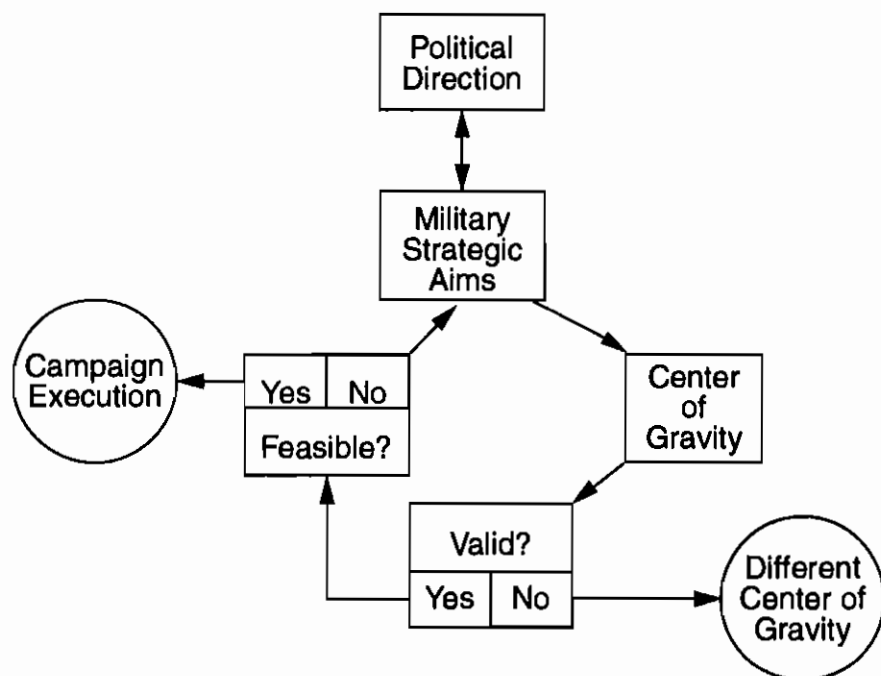 Political
Direction
Military
Strategic
Aims
Campaign
Execution
Yes No
Feasible?
Center
of
Gravity
Valid?
Yes No
Different
Center of
Gravity